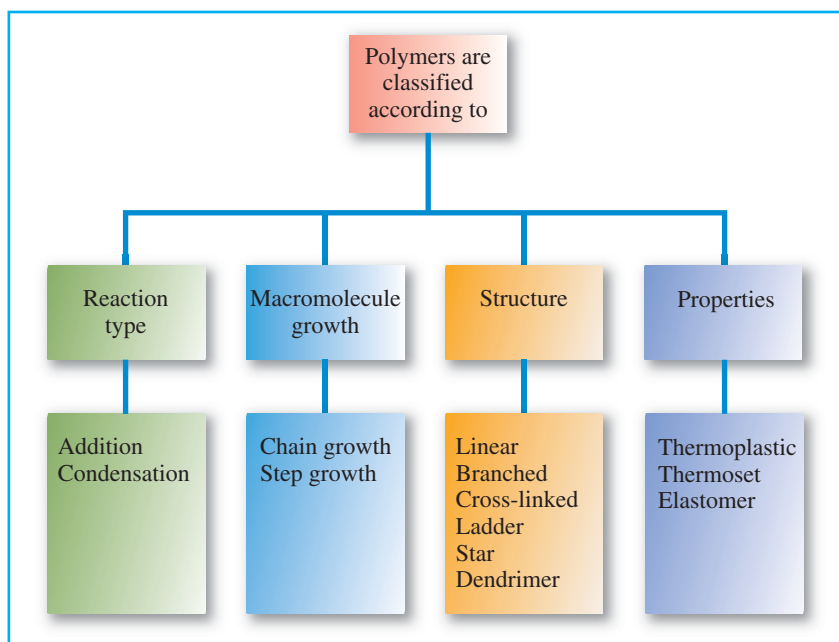 Polymers are
classified
according to
Reaction
type
Macromolecule
growth
Structure
Properties
Addition
Condensation
Chain growth
Step growth
Linear
Branched
Cross-linked
Ladder
Star
Dendrimer
Thermoplastic
Thermoset
Elastomer